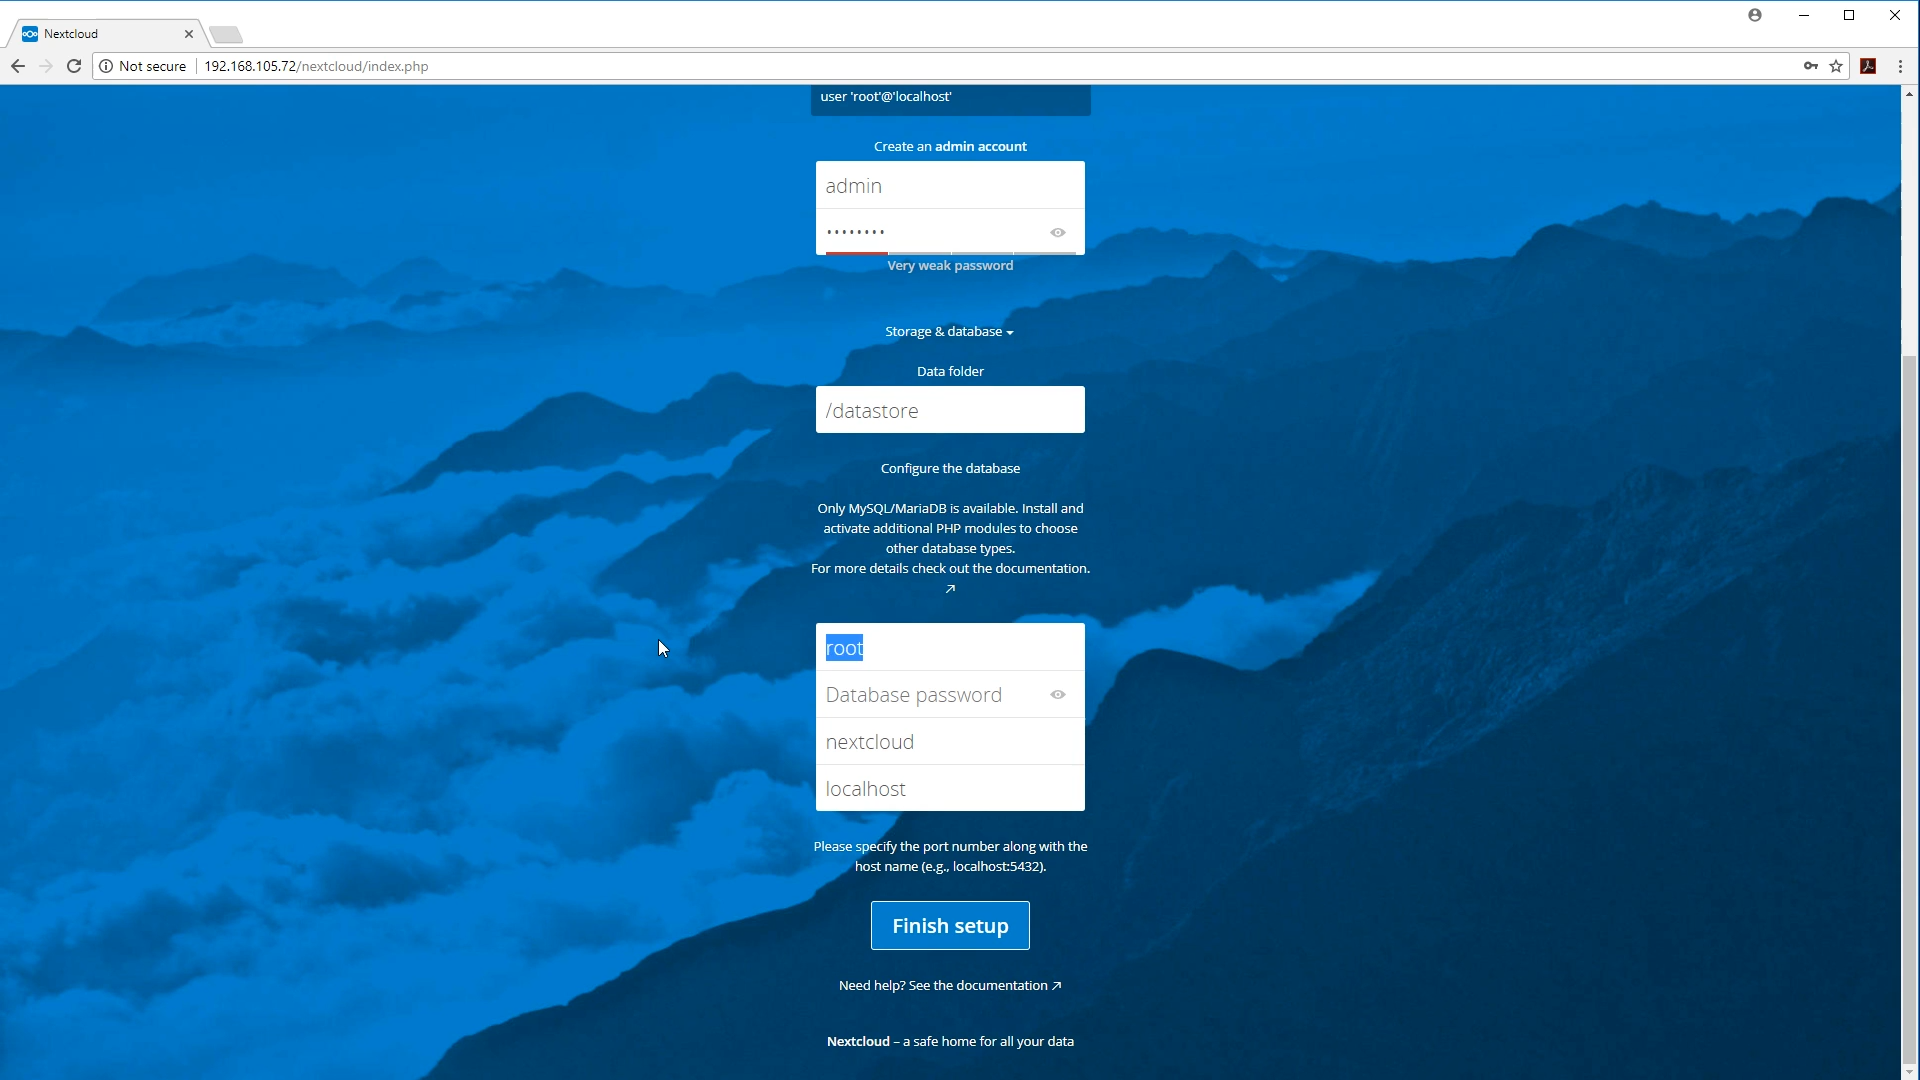 Nextcloud
Not secure
192.168.105.72/nextcloud/index.php
user 'root'@'localhost'
Create an admin account
admin
••••••••
Very weak password
Storage & database
Data folder
/datastore
Configure the database
Only MySQL/MariaDB is available. Install and
activate additional PHP modules to choose
other database types.
For more details check out the documentation.
↗
root
Database password
nextcloud
localhost
Please specify the port number along with the
host name (e.g., localhost:5432).
Finish setup
Need help? See the documentation ↗
Nextcloud – a safe home for all your data